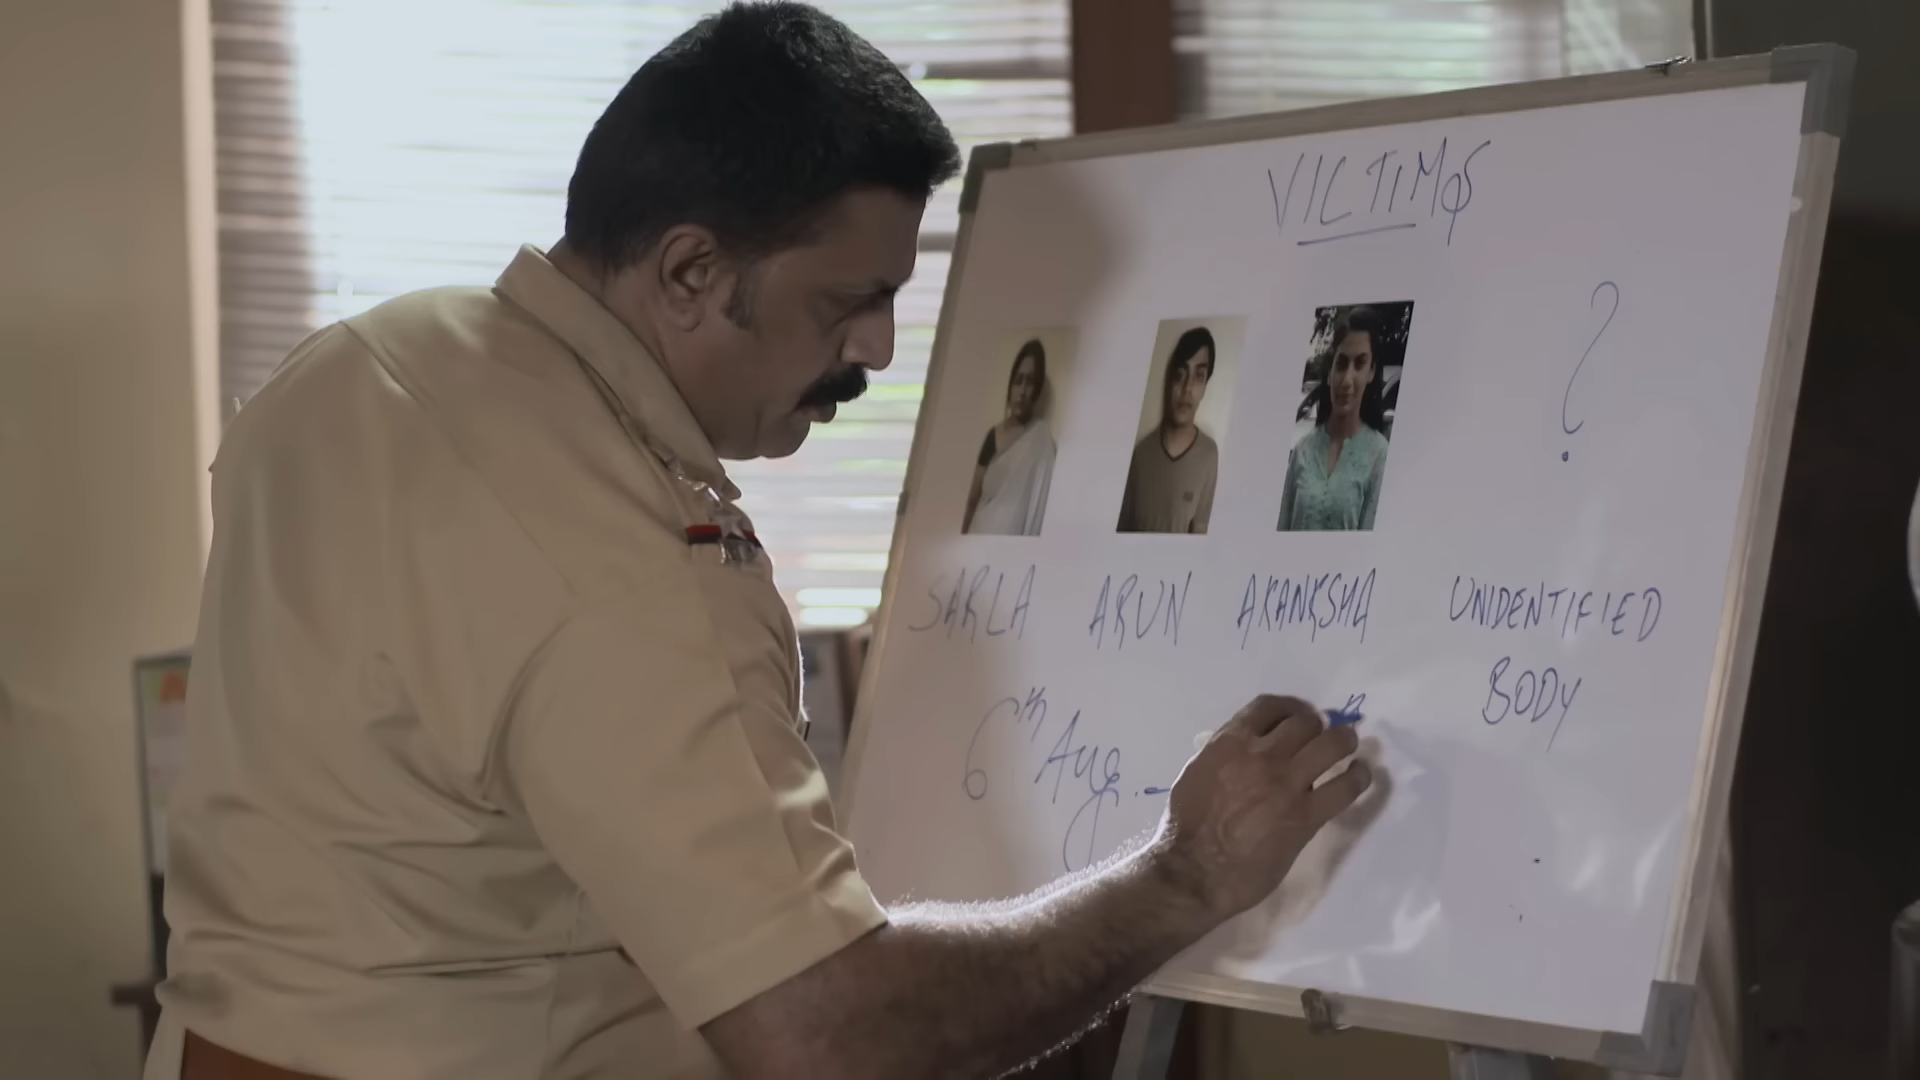 VICTIMS
?
SARLA ARUN AKANKSHA UNIDENTIFIED
BODY
6th Aug. -